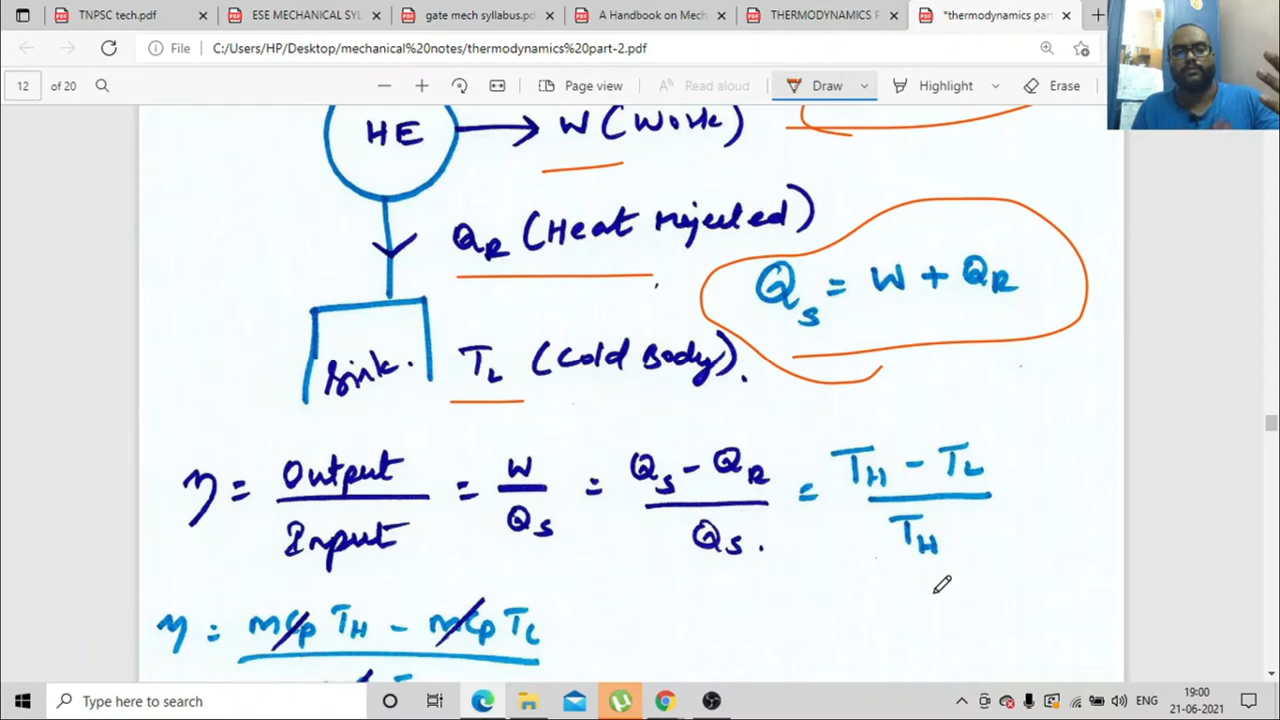 TNPSC tech.pdf
ESE MECHANICAL SYL
gate mech syllabus.pd
A Handbook on Mech
THERMODYNAMICS P
*thermodynamics par
File
C:/Users/HP/Desktop/mechanical%20notes/thermodynamics%20part-2.pdf
12 of 20
Page view
Read aloud
Draw
Highlight
Erase
HE
W (Work)
QR (Heat rejected)
Qs = W + QR
Sink.
TL (Cold Body).
η = Output / Input = W / Qs = Qs - QR / Qs. = TH - TL / TH
η = mCp TH - mCp TL
Type here to search
ENG
19:00
21-06-2021